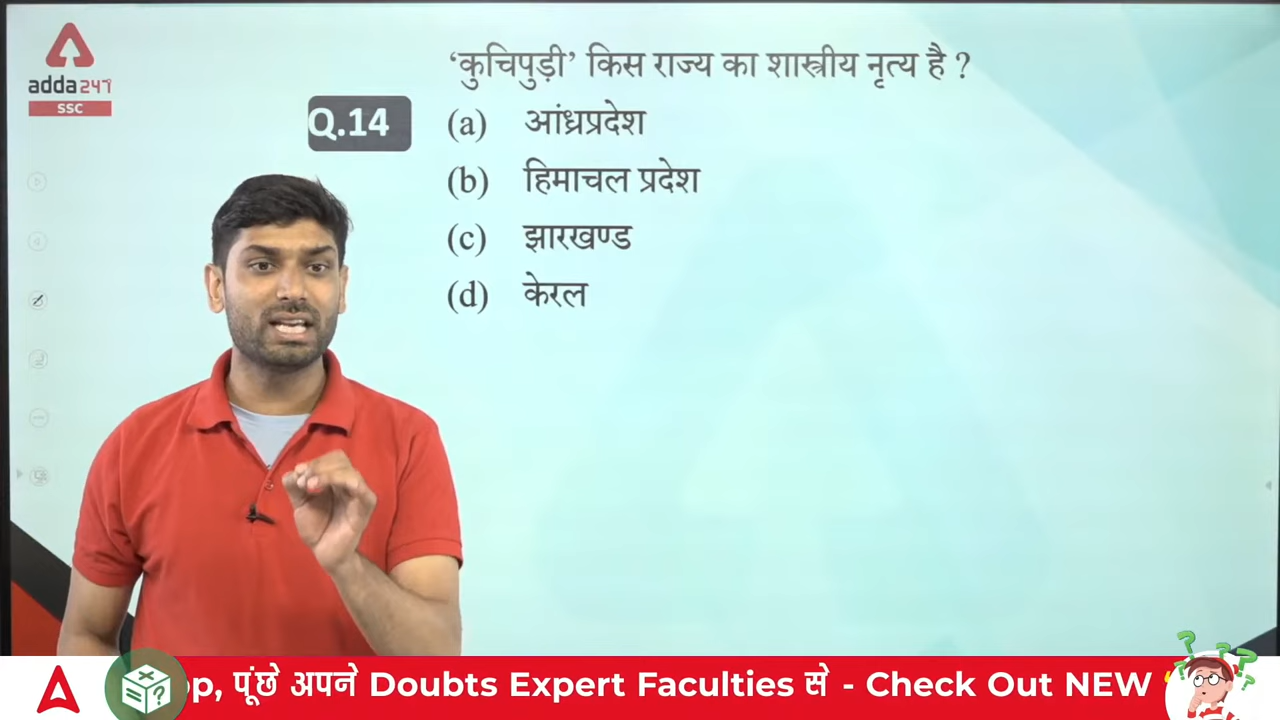 adda247
SSC
'कुचिपुड़ी' किस राज्य का शास्त्रीय नृत्य है ?
Q.14
(a) आंध्रप्रदेश
(b) हिमाचल प्रदेश
(c) झारखण्ड
(d) केरल
पूंछे अपने Doubts Expert Faculties से - Check Out NEW